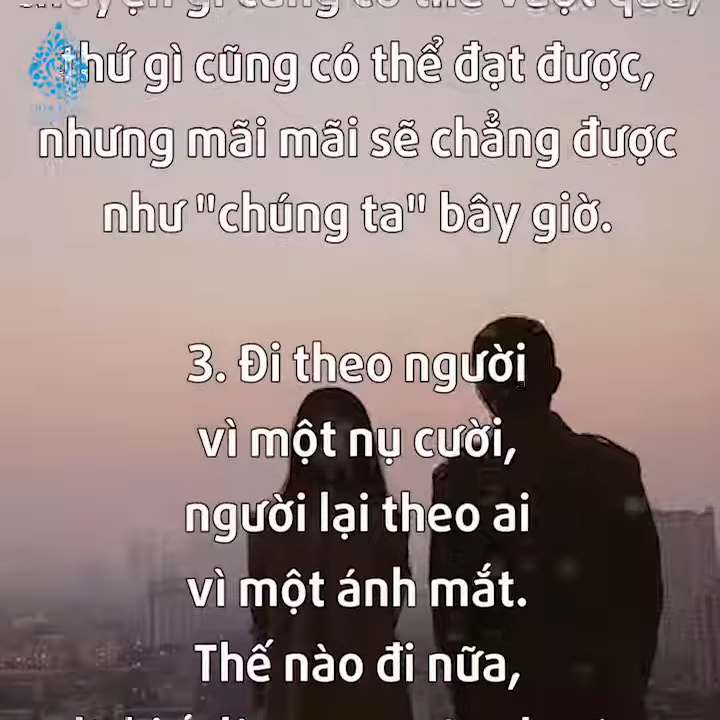 thứ gì cũng có thể đạt được,
nhưng mãi mãi sẽ chẳng được
như "chúng ta" bây giờ.
3. Đi theo người
vì một nụ cười,
người lại theo ai
vì một ánh mắt.
Thế nào đi nữa,